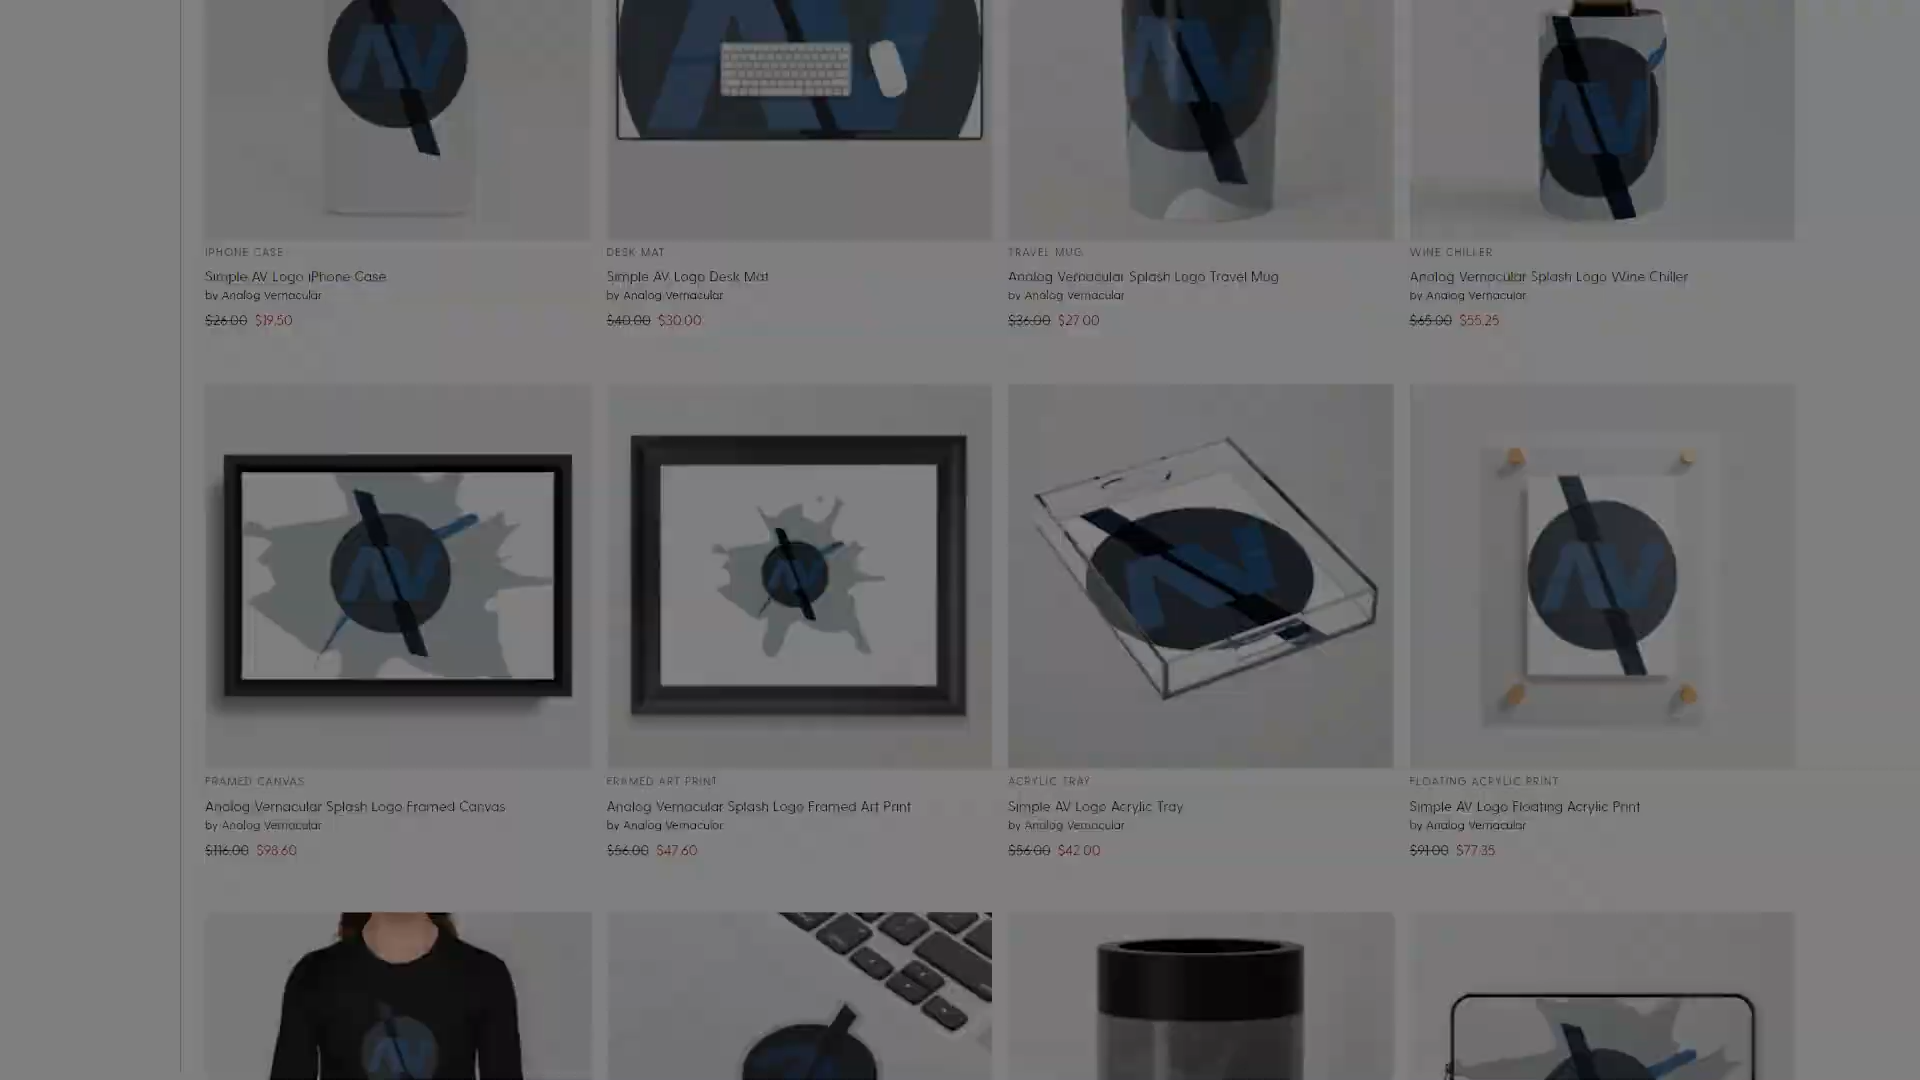 IPHONE CASE
Simple AV Logo iPhone Case
by Analog Vernacular
$26.00 $19.50
DESK MAT
Simple AV Logo Desk Mat
by Analog Vernacular
$40.00 $30.00
TRAVEL MUG
Analog Vernacular Splash Logo Travel Mug
by Analog Vernacular
$36.00 $27.00
WINE CHILLER
Analog Vernacular Splash Logo Wine Chiller
by Analog Vernacular
$65.00 $55.25
FRAMED CANVAS
Analog Vernacular Splash Logo Framed Canvas
by Analog Vernacular
$116.00 $98.60
FRAMED ART PRINT
Analog Vernacular Splash Logo Framed Art Print
by Analog Vernacular
$56.00 $47.60
ACRYLIC TRAY
Simple AV Logo Acrylic Tray
by Analog Vernacular
$56.00 $42.00
FLOATING ACRYLIC PRINT
Simple AV Logo Floating Acrylic Print
by Analog Vernacular
$91.00 $77.35